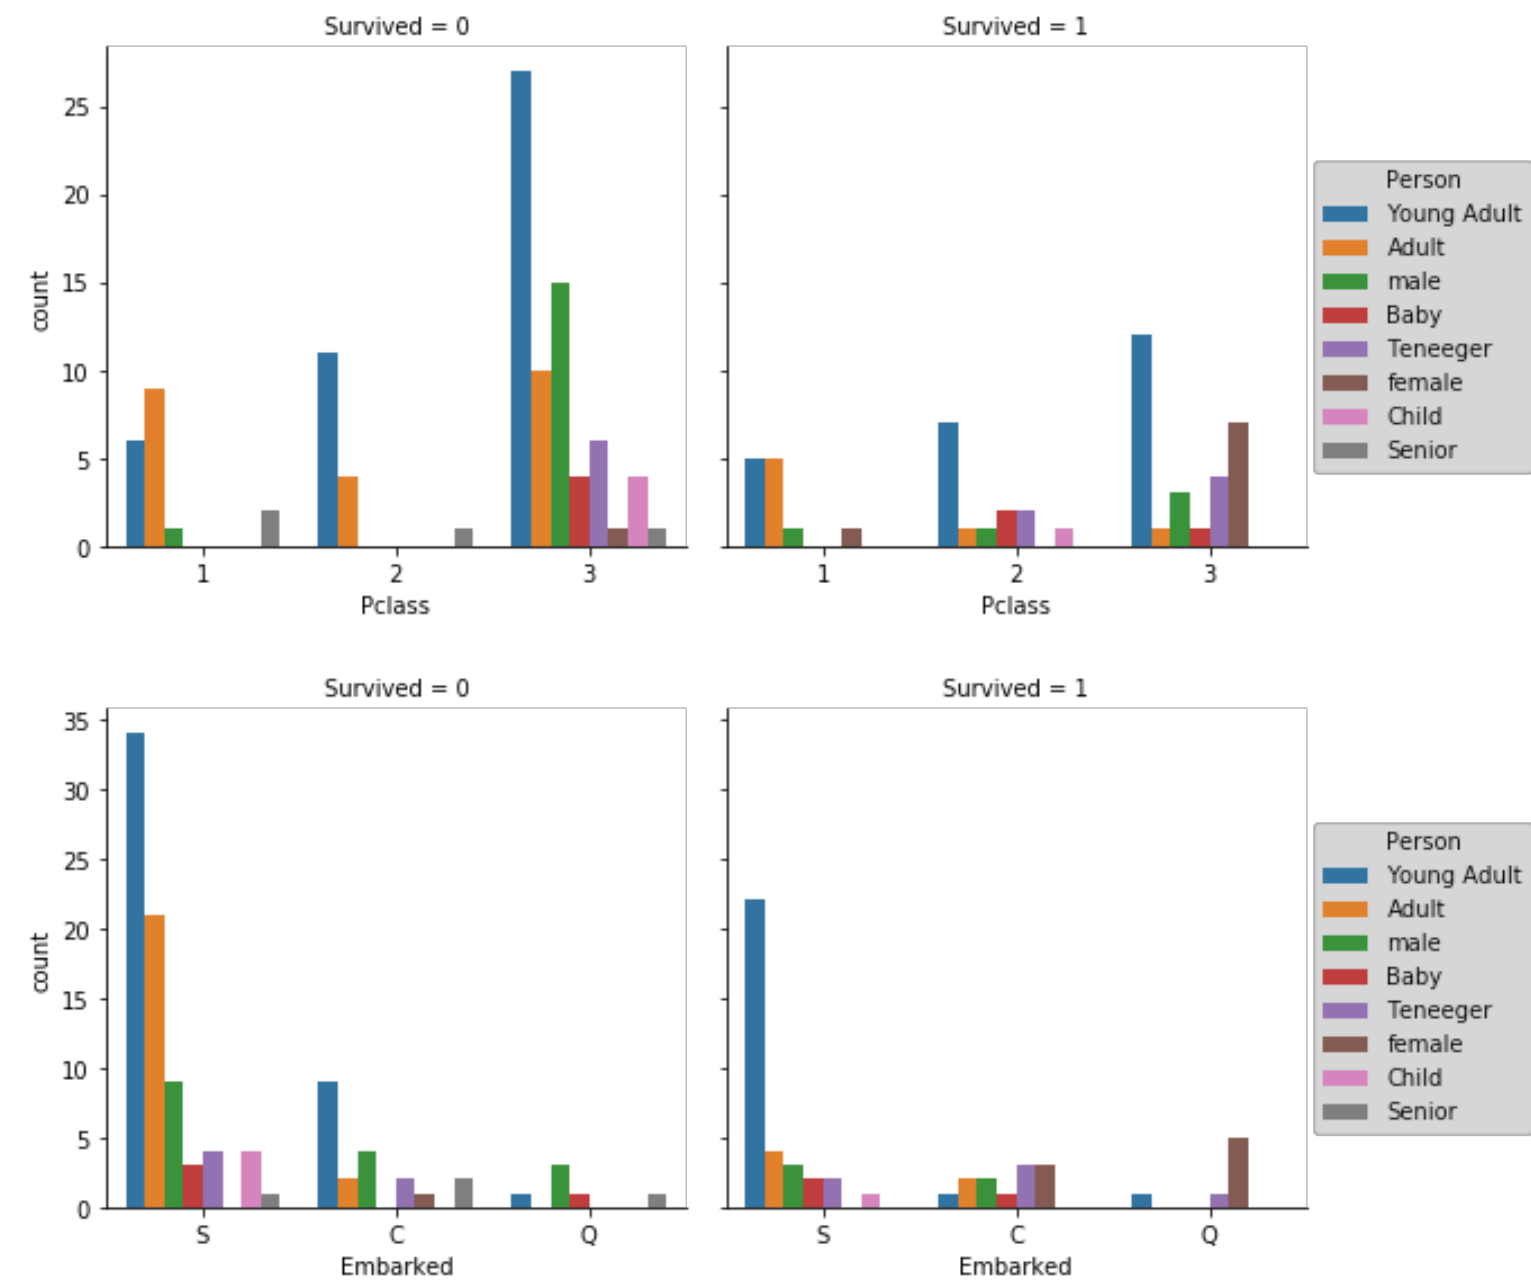 Survived = 0
Survived = 1
count
25
20
15
10
5
0
1 2 3
Pclass
1 2 3
Pclass
Person
Young Adult
Adult
male
Baby
Teneeger
female
Child
Senior
Survived = 0
Survived = 1
count
35
30
25
20
15
10
5
0
S C Q
Embarked
S C Q
Embarked
Person
Young Adult
Adult
male
Baby
Teneeger
female
Child
Senior